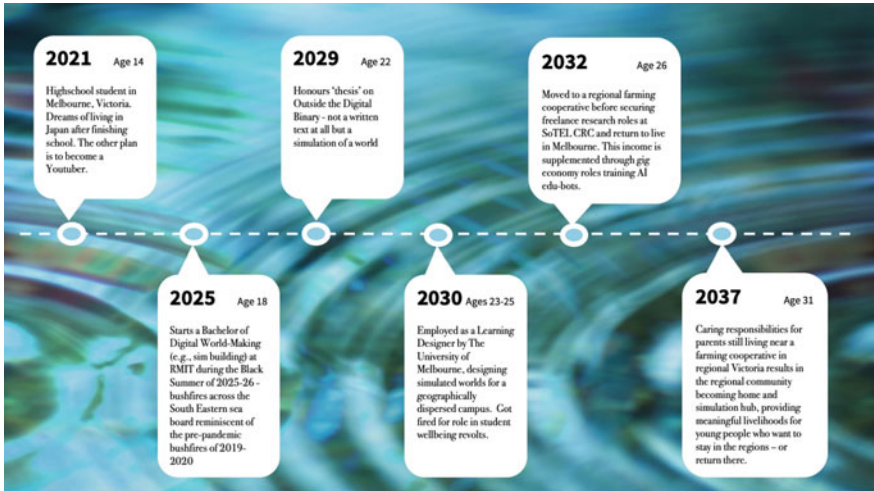 2021 Age 14
Highschool student in
Melbourne, Victoria.
Dreams of living in
Japan after finishing
school. The other plan
is to become a
Youtuber.
2025 Age 18
Starts a Bachelor of
Digital World-Making
(e.g., sim building) at
RMIT during the Black
Summer of 2025-26 -
bushfires across the
South Eastern sea
board reminiscent of
the pre-pandemic
bushfires of 2019-
2020
2029 Age 22
Honours 'thesis' on
Outside the Digital
Binary - not a written
text at all but a
simulation of a world
2030 Ages 23-25
Employed as a Learning
Designer by The
University of
Melbourne, designing
simulated worlds for a
geographically
dispersed campus. Got
fired for role in student
wellbeing revolts.
2032 Age 26
Moved to a regional farming
cooperative before securing
freelance research roles at
SoTEL CRC and return to live
in Melbourne. This income is
supplemented through gig
economy roles training AI
edu-bots.
2037 Age 31
Caring responsibilities for
parents still living near a
farming cooperative in
regional Victoria results in
the regional community
becoming home and
simulation hub, providing
meaningful livelihoods for
young people who want to
stay in the regions – or
return there.